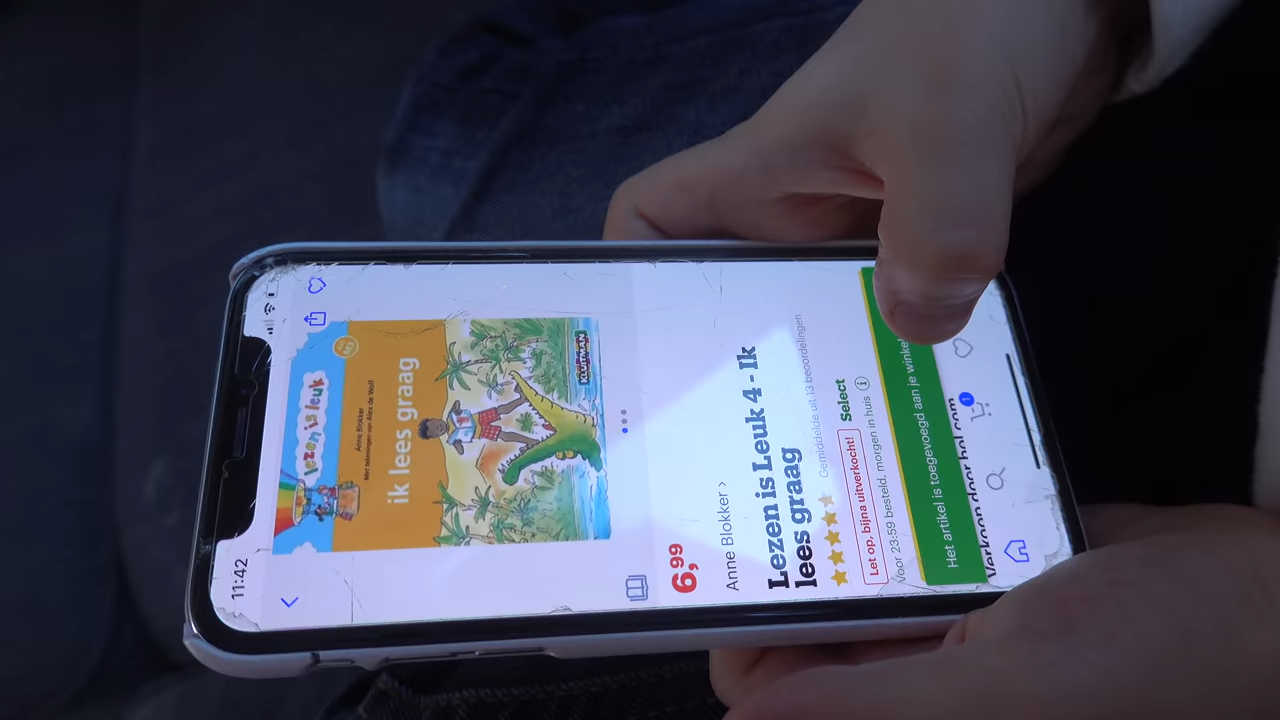 11:42
lezen is leuk
Anne Blokker
Met tekeningen van Alex de Wolf
ik lees graag
KLUITMAN
6,99
Anne Blokker >
Lezen is Leuk 4 - Ik
lees graag
Gemiddelde uit 13 beoordelingen
Let op, bijna uitverkocht! Select
Voor 23:59 besteld, morgen in huis
Het artikel is toegevoegd aan je winkel
Verkoop door bol.com
1